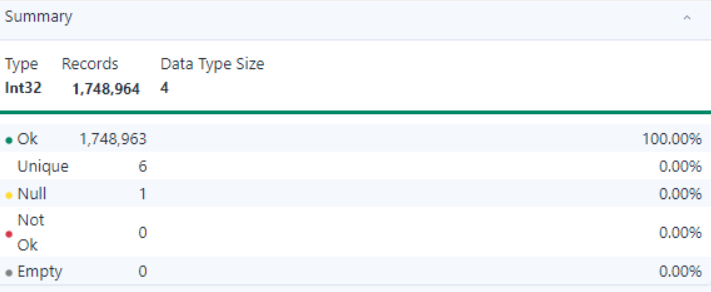 Summary
Type Records Data Type Size
Int32 1,748,964 4
Ok 1,748,963 100.00%
Unique 6 0.00%
Null 1 0.00%
Not
Ok 0 0.00%
Empty 0 0.00%